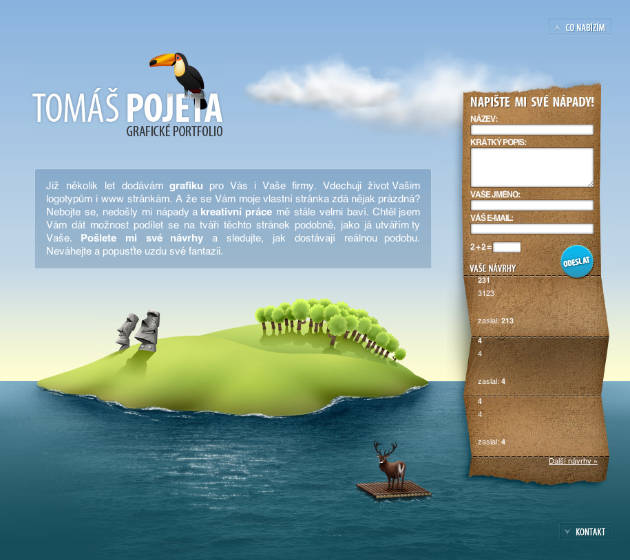 CO NABÍZÍM
TOMÁŠ POJETA
GRAFICKÉ PORTFOLIO
Již několik let dodávám grafiku pro Vás i Vaše firmy. Vdechuji život Vašim
logotypům i www stránkám. A že se Vám moje vlastní stránka zdá nějak prázdná?
Nebojte se, nedošly mi nápady a kreativní práce mě stále velmi baví. Chtěl jsem
Vám dát možnost podílet se na tváři těchto stránek podobně, jako já utvářím ty
Vaše. Pošlete mi své návrhy a sledujte, jak dostávají reálnou podobu.
Neváhejte a popusťte uzdu své fantazii.
NAPIŠTE MI SVÉ NÁPADY!
NÁZEV:
KRÁTKÝ POPIS:
VAŠE JMÉNO:
VÁŠ E-MAIL:
2+2=
ODESLAT
VAŠE NÁVRHY
231
3123
zaslal: 213
4
4
zaslal: 4
4
4
zaslal: 4
Další návrhy »
KONTAKT